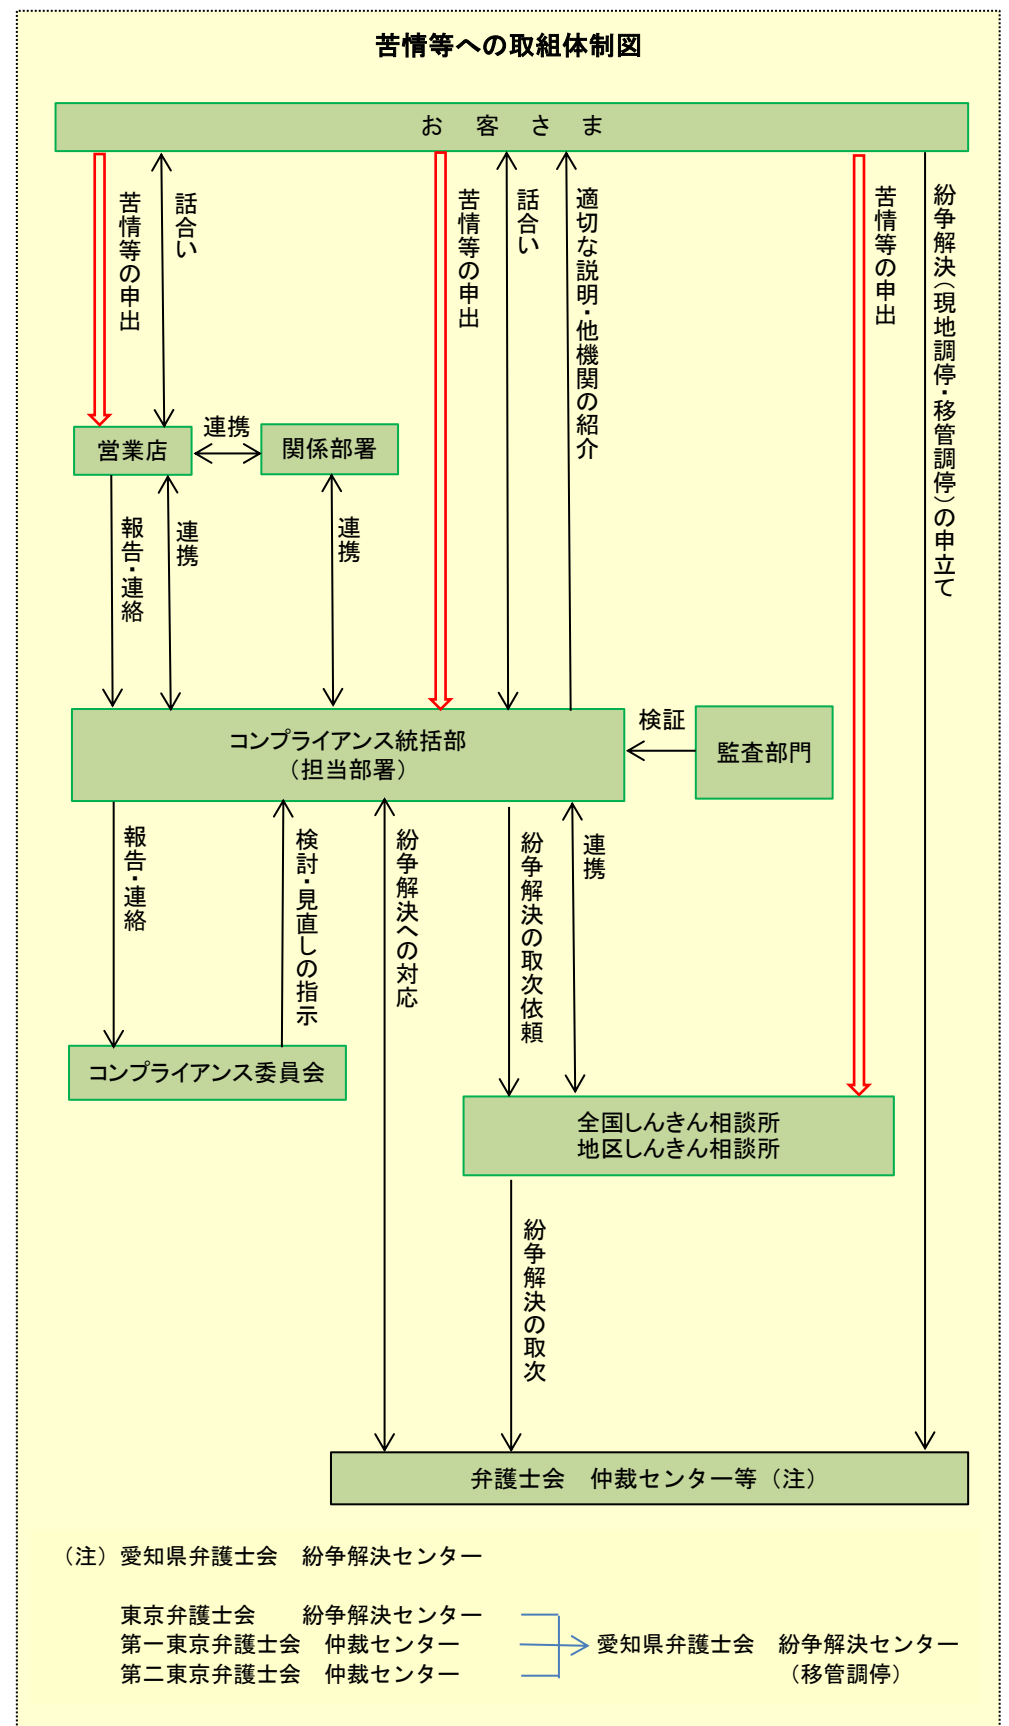 苦情等への取組体制図
お　客　さ　ま
苦情等の申出
話合い
苦情等の申出
話合い
適切な説明・他機関の紹介
苦情等の申出
紛争解決（現地調停・移管調停）の申立て
営業店
連携
関係部署
報告・連絡
連携
連携
コンプライアンス統括部
（担当部署）
検証
監査部門
報告・連絡
検討・見直しの指示
紛争解決への対応
紛争解決の取次依頼
連携
コンプライアンス委員会
全国しんきん相談所
地区しんきん相談所
紛争解決の取次
弁護士会　仲裁センター等（注）
（注）愛知県弁護士会　紛争解決センター
東京弁護士会　　紛争解決センター
第一東京弁護士会　仲裁センター
愛知県弁護士会　紛争解決センター
第二東京弁護士会　仲裁センター
（移管調停）